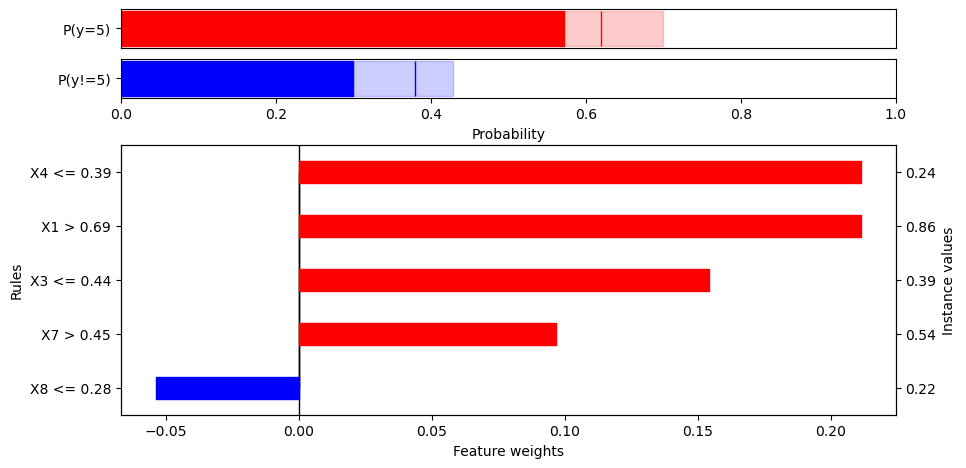 P(y=5)
P(y!=5)
0.0 0.2 0.4 0.6 0.8 1.0
Probability
X4 <= 0.39 0.24
X1 > 0.69 0.86
X3 <= 0.44 0.39
X7 > 0.45 0.54
X8 <= 0.28 0.22
Rules
Instance values
−0.05 0.00 0.05 0.10 0.15 0.20
Feature weights